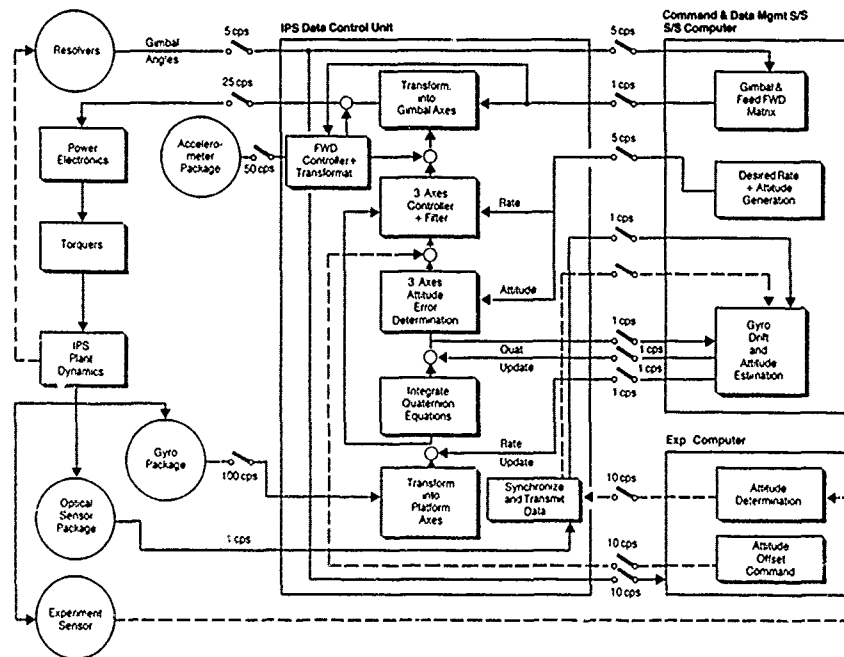 IPS Data Control Unit
Command & Data Mgmt S/S
S/S Computer
Resolvers
Gimbal
Angles
5 cps
5 cps
25 cps
Transform.
into
Gimbal Axes
1 cps
Gimbal &
Feed FWD
Matrix
Power
Electronics
Accelero-
meter
Package
50 cps
FWD
Controller +
Transformat
5 cps
Desired Rate
+ Attitude
Generation
3 Axes
Controller
+ Filter
Rate
1 cps
Torquers
3 Axes
Attitude
Error
Determination
Attitude
IPS
Plant
Dynamics
1 cps
Gyro
Drift
and
Attitude
Estimation
Quat
Update
1 cps
1 cps
1 cps
Integrate
Quaternion
Equations
Gyro
Package
100 cps
Rate
Update
Exp Computer
Transform
into
Platform
Axes
Synchronize
and Transmit
Data
10 cps
Attitude
Determination
Optical
Sensor
Package
1 cps
10 cps
Attitude
Offset
Command
10 cps
Experiment
Sensor